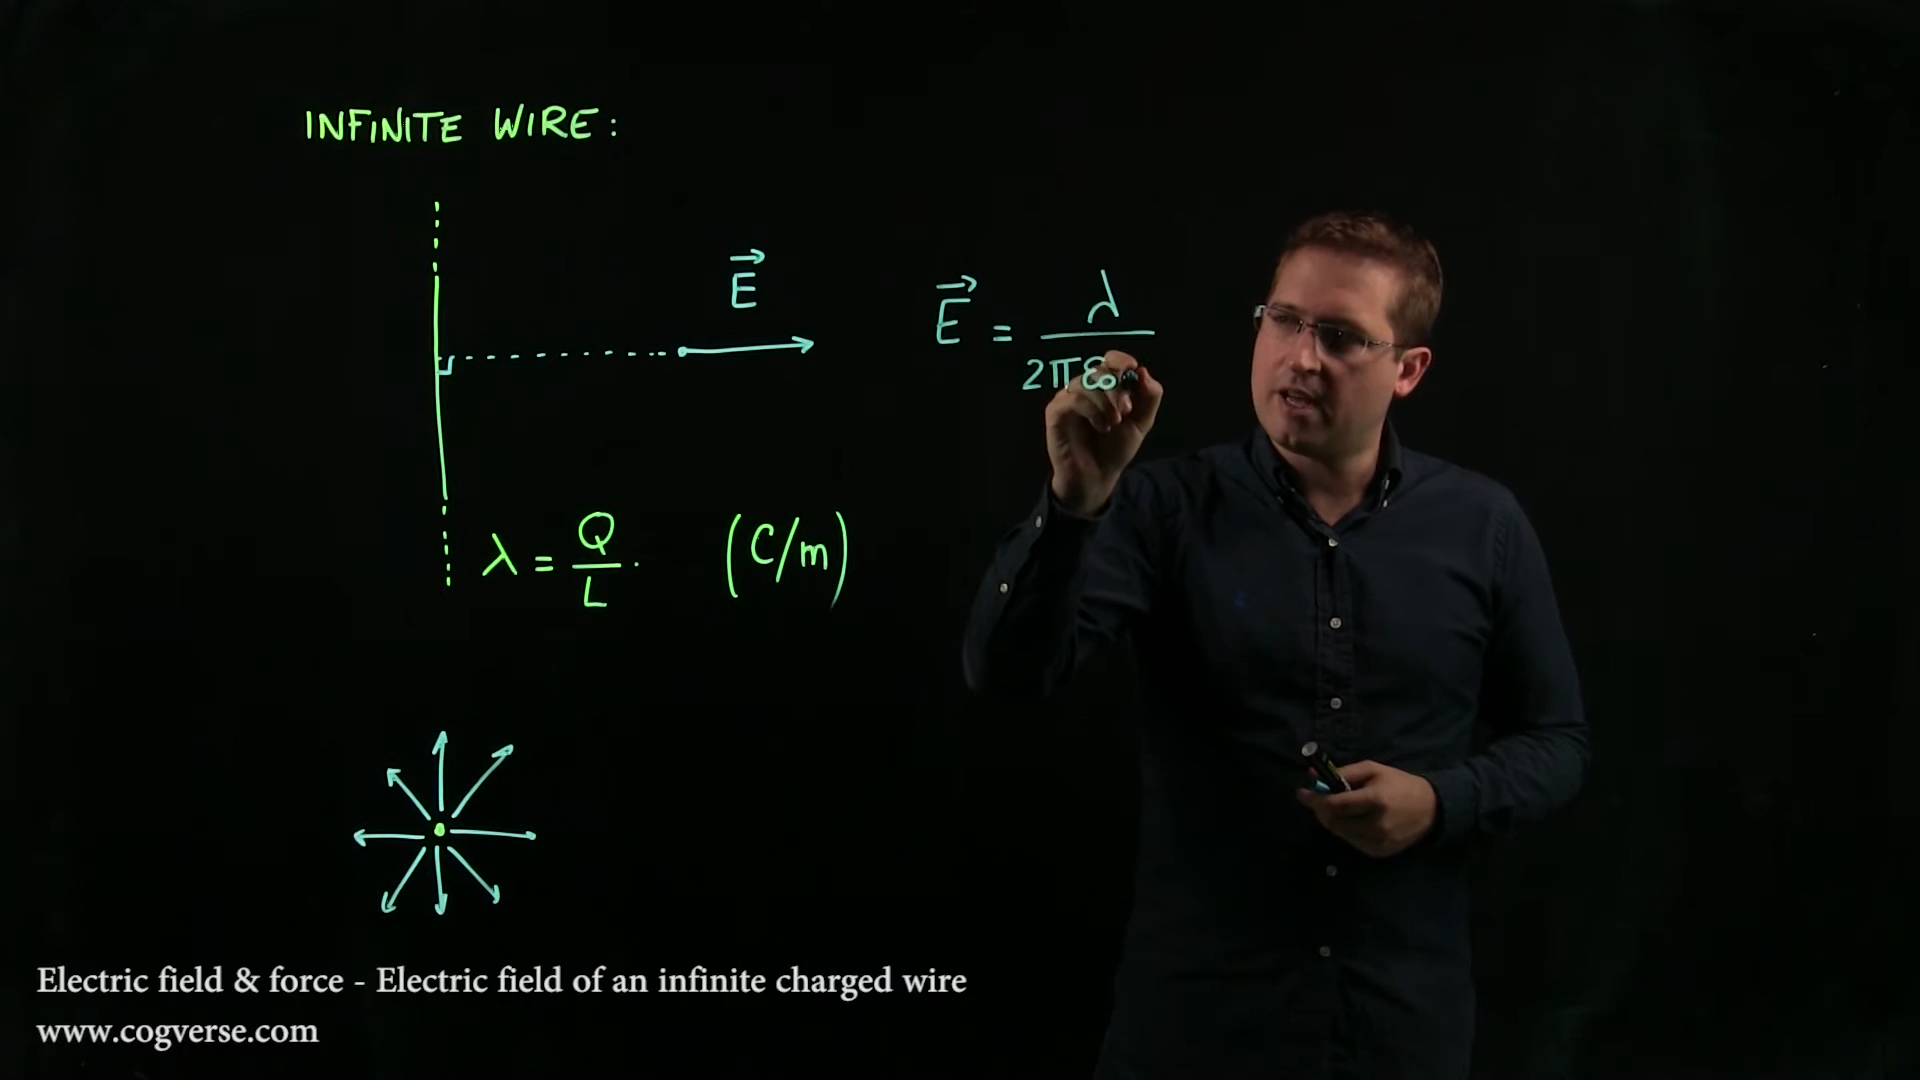 INFINITE WIRE:
E
E = λ / 2πε₀
λ = Q / L . (C/m)
Electric field & force - Electric field of an infinite charged wire
www.cogverse.com